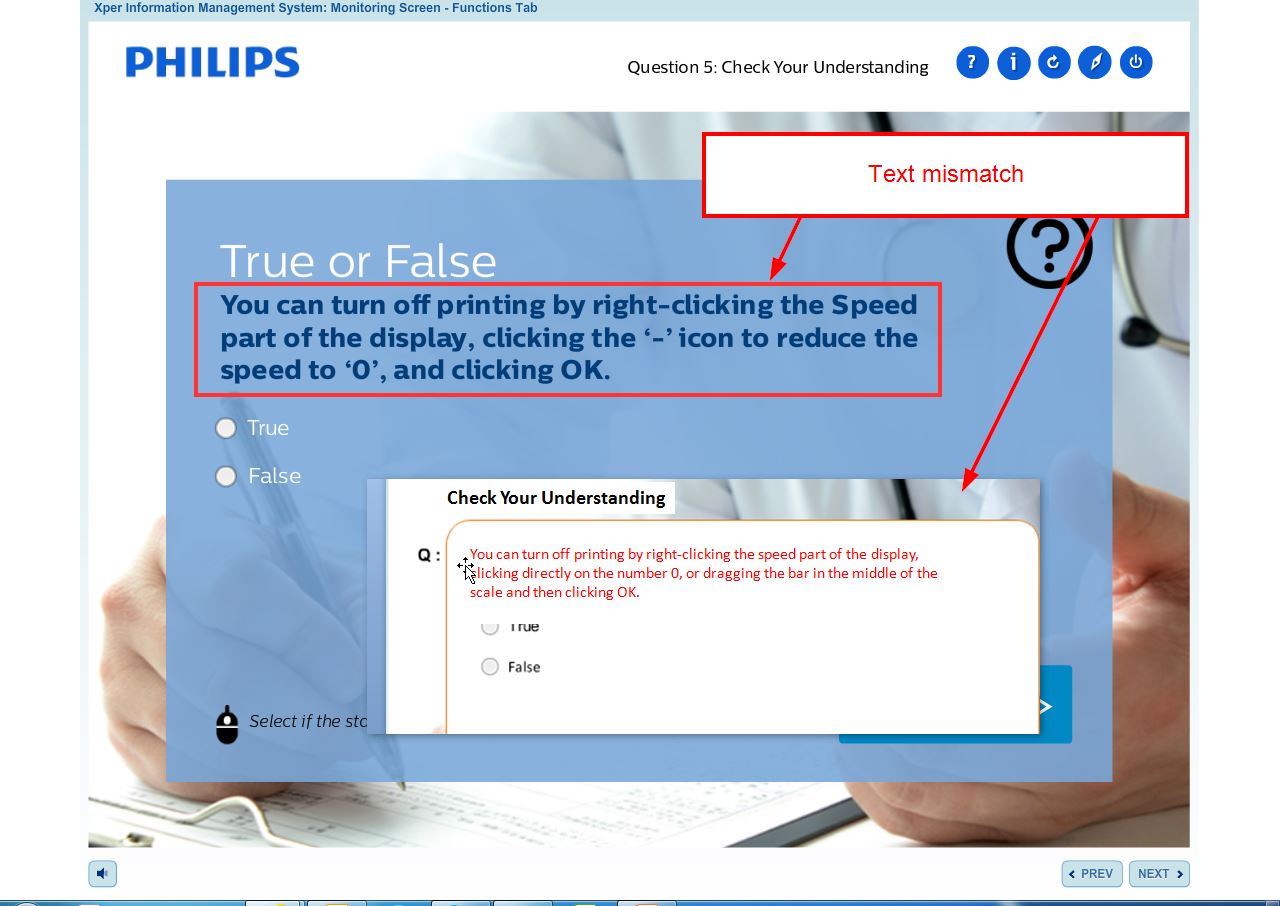 Xper Information Management System: Monitoring Screen - Functions Tab
PHILIPS
Question 5: Check Your Understanding
? i
Text mismatch
?
True or False
You can turn off printing by right-clicking the Speed
part of the display, clicking the ‘-’ icon to reduce the
speed to ‘0’, and clicking OK.
True
False
Check Your Understanding
Q :
You can turn off printing by right-clicking the speed part of the display,
clicking directly on the number 0, or dragging the bar in the middle of the
scale and then clicking OK.
True
False
Select if the
PREV
NEXT